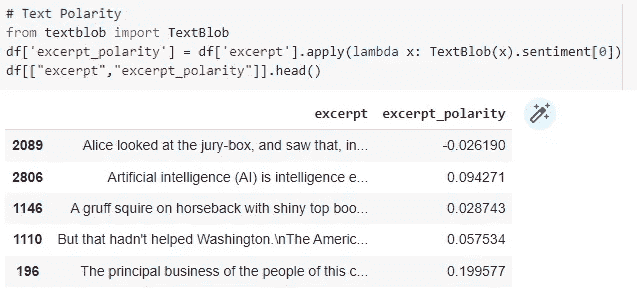 # Text Polarity
from textblob import TextBlob
df['excerpt_polarity'] = df['excerpt'].apply(lambda x: TextBlob(x).sentiment[0])
df[["excerpt","excerpt_polarity"]].head()
excerpt excerpt_polarity
2089 Alice looked at the jury-box, and saw that, in... -0.026190
2806 Artificial intelligence (AI) is intelligence e... 0.094271
1146 A gruff squire on horseback with shiny top boo... 0.028743
1110 But that hadn't helped Washington.\nThe Americ... 0.057534
196 The principal business of the people of this c... 0.199577